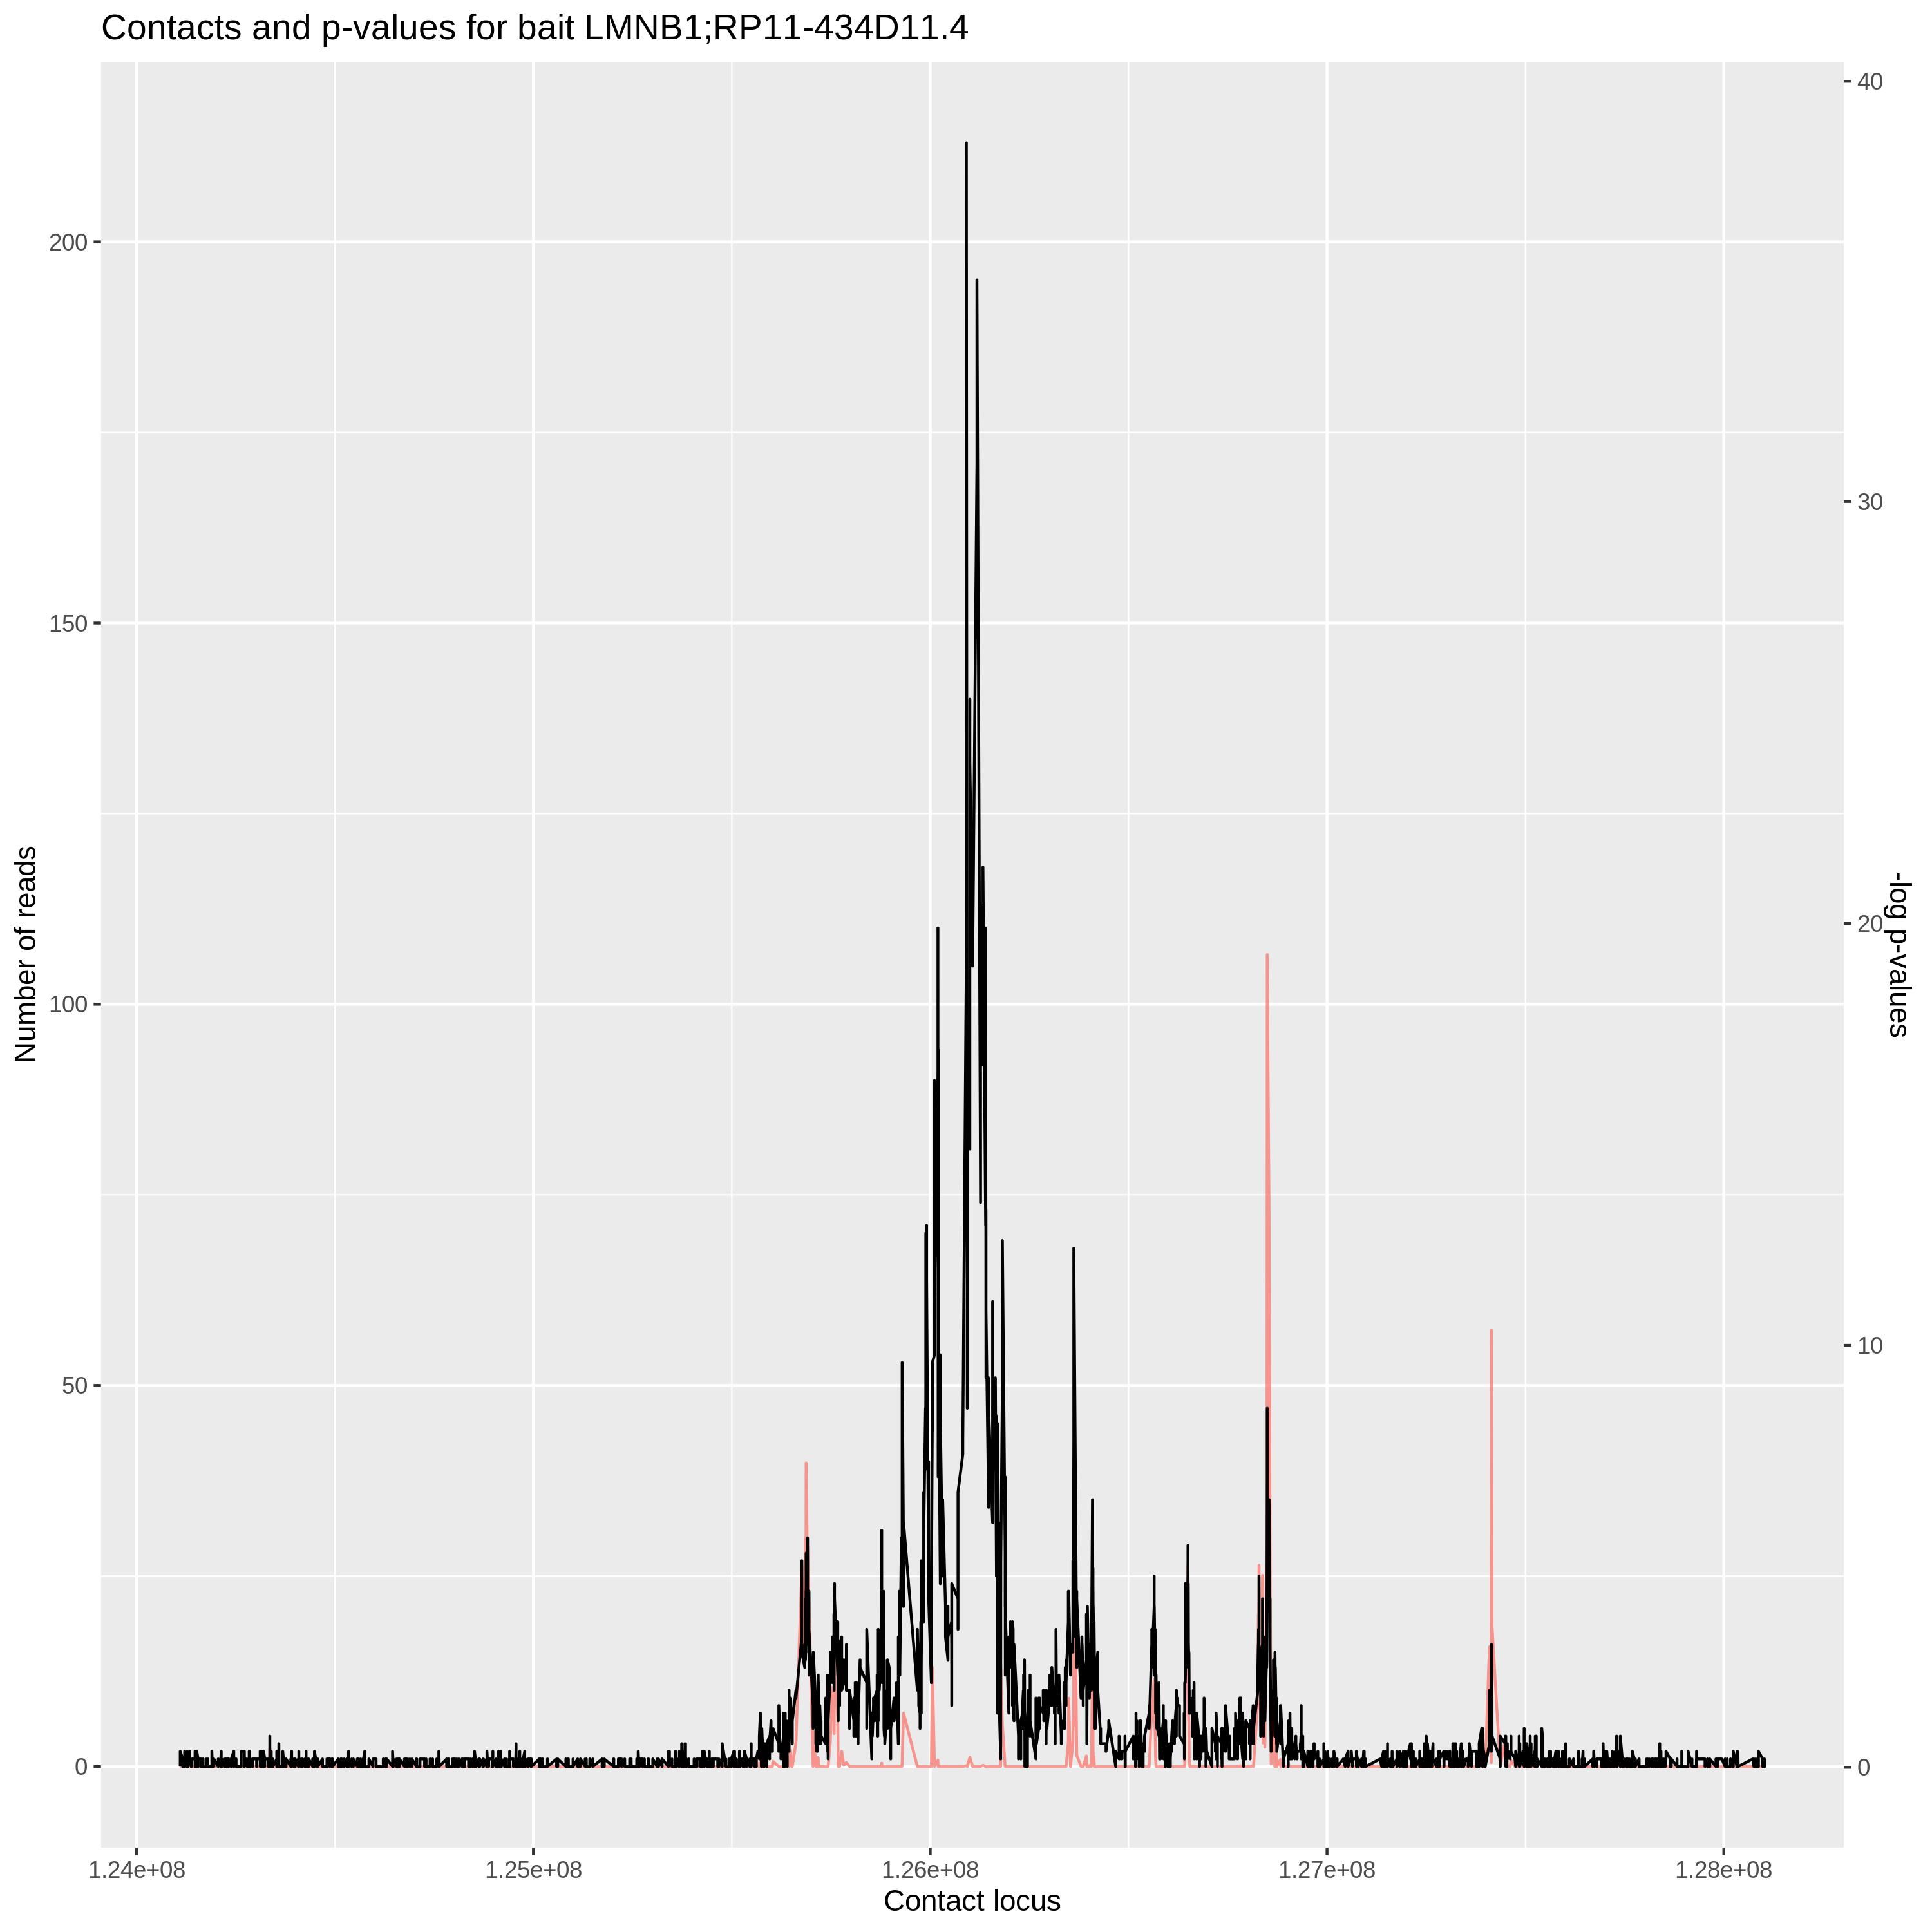 Contacts and p-values for bait LMNB1;RP11-434D11.4
200
150
100
50
0
Number of reads
40
30
20
10
0
-log p-values
1.24e+08
1.25e+08
1.26e+08
1.27e+08
1.28e+08
Contact locus